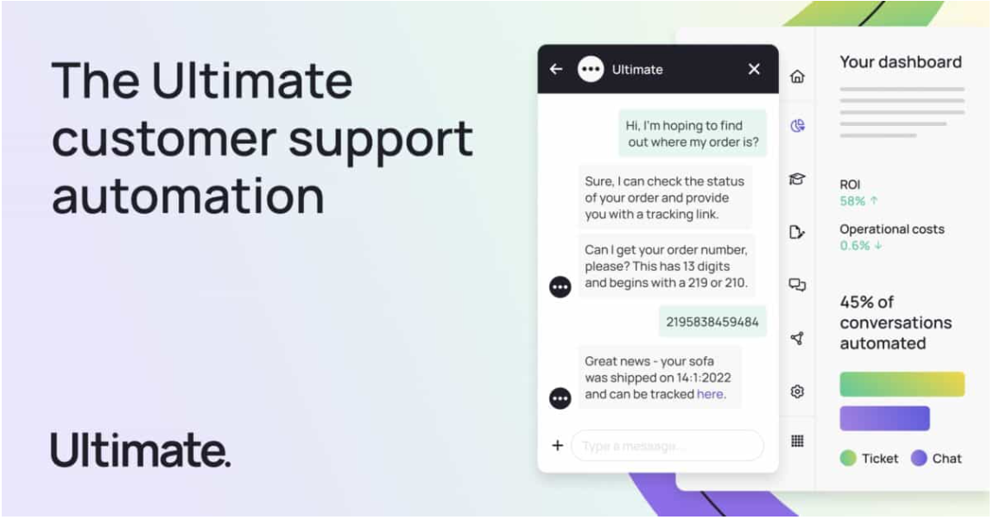 The Ultimate
customer support
automation
Ultimate.
Ultimate
Hi, I'm hoping to find
out where my order is?
Sure, I can check the status
of your order and provide
you with a tracking link.
Can I get your order number,
please? This has 13 digits
and begins with a 219 or 210.
2195838459484
Great news - your sofa
was shipped on 14:1:2022
and can be tracked here.
Type a message...
Your dashboard
ROI
58% ↑
Operational costs
0.6% ↓
45% of
conversations
automated
Ticket
Chat